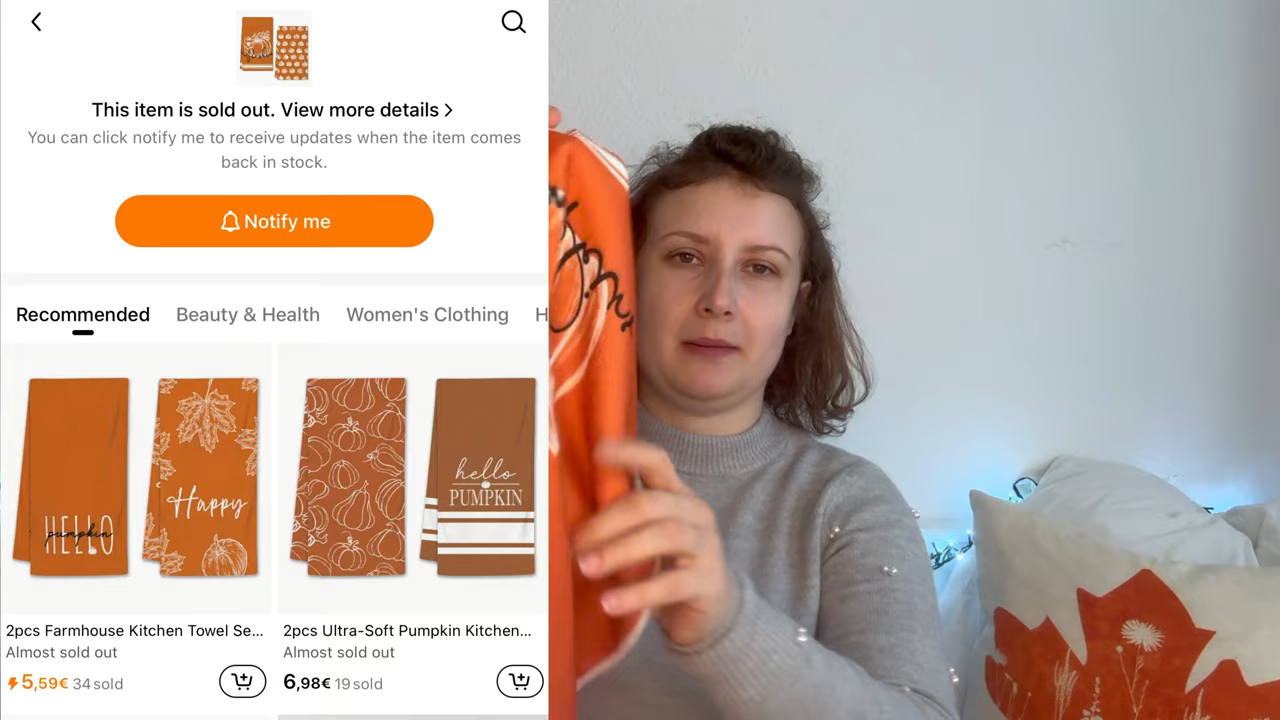 This item is sold out. View more details >
You can click notify me to receive updates when the item comes
back in stock.
Notify me
Recommended Beauty & Health Women's Clothing H
HELLO
pumpkin
Happy
hello
PUMPKIN
2pcs Farmhouse Kitchen Towel Se...
Almost sold out
5,59€ 34 sold
2pcs Ultra-Soft Pumpkin Kitchen...
Almost sold out
6,98€ 19 sold